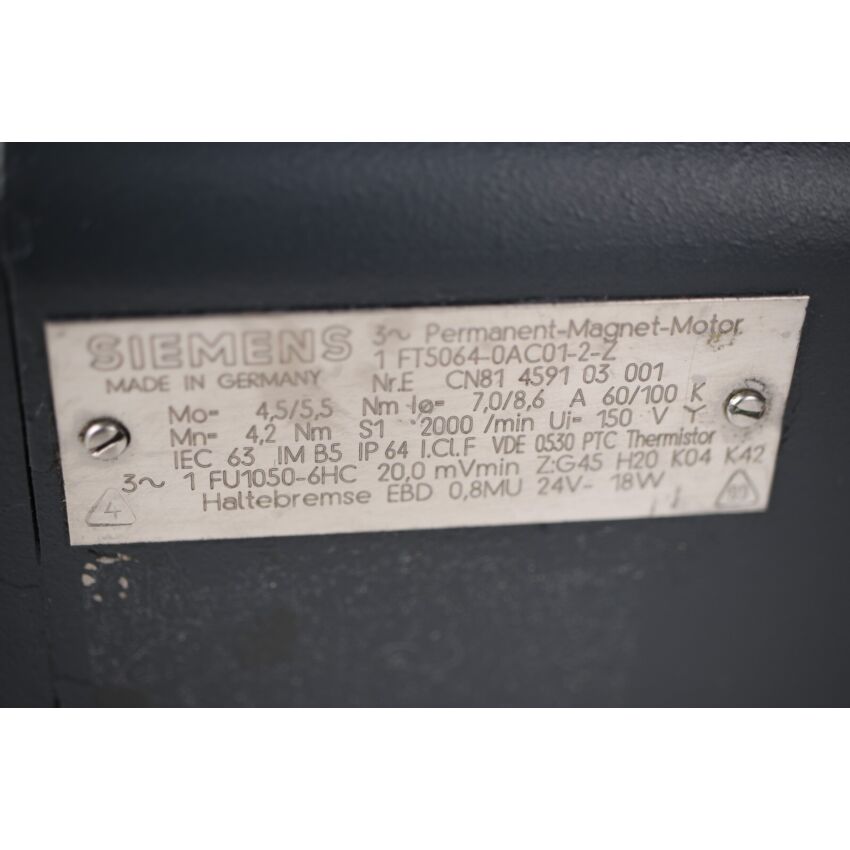 SIEMENS 3~ Permanent-Magnet-Motor
1 FT5064-0AC01-2-Z
MADE IN GERMANY Nr.E CN81 4591 03 001
Mo= 4,5/5,5 Nm Io= 7,0/8,6 A 60/100 K
Mn= 4,2 Nm S1 2000 /min Ui= 150 V Y
IEC 63 IM B5 IP 64 I.Cl.F VDE 0530 PTC Thermistor
3~ 1 FU1050-6HC 20,0 mVmin Z:G45 H20 K04 K42
Haltebremse EBD 0,8MU 24V- 18W
4